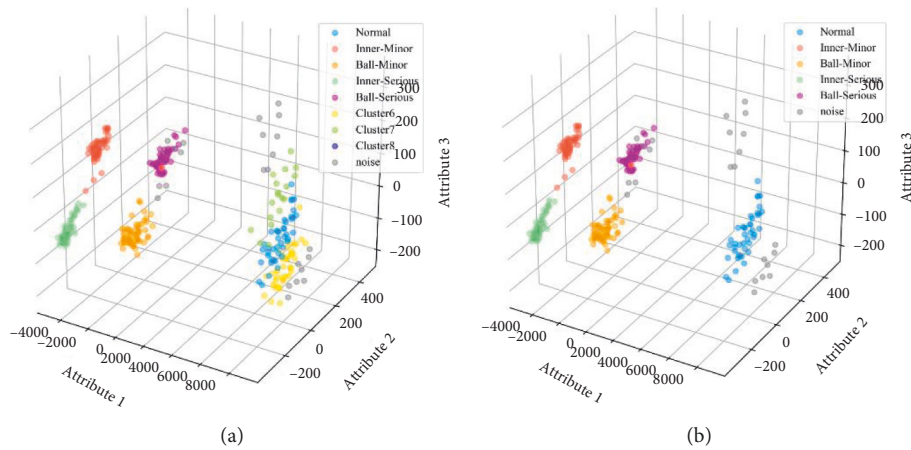 Normal
Inner-Minor
Ball-Minor
Inner-Serious
Ball-Serious
Cluster6
Cluster7
Cluster8
noise
300
200
100
0
−100
−200
Attribute 3
400
200
0
−200
Attribute 2
−4000
−2000
0
2000
4000
6000
8000
Attribute 1
(a)
Normal
Inner-Minor
Ball-Minor
Inner-Serious
Ball-Serious
noise
300
200
100
0
−100
−200
Attribute 3
400
200
0
−200
Attribute 2
−4000
−2000
0
2000
4000
6000
8000
Attribute 1
(b)